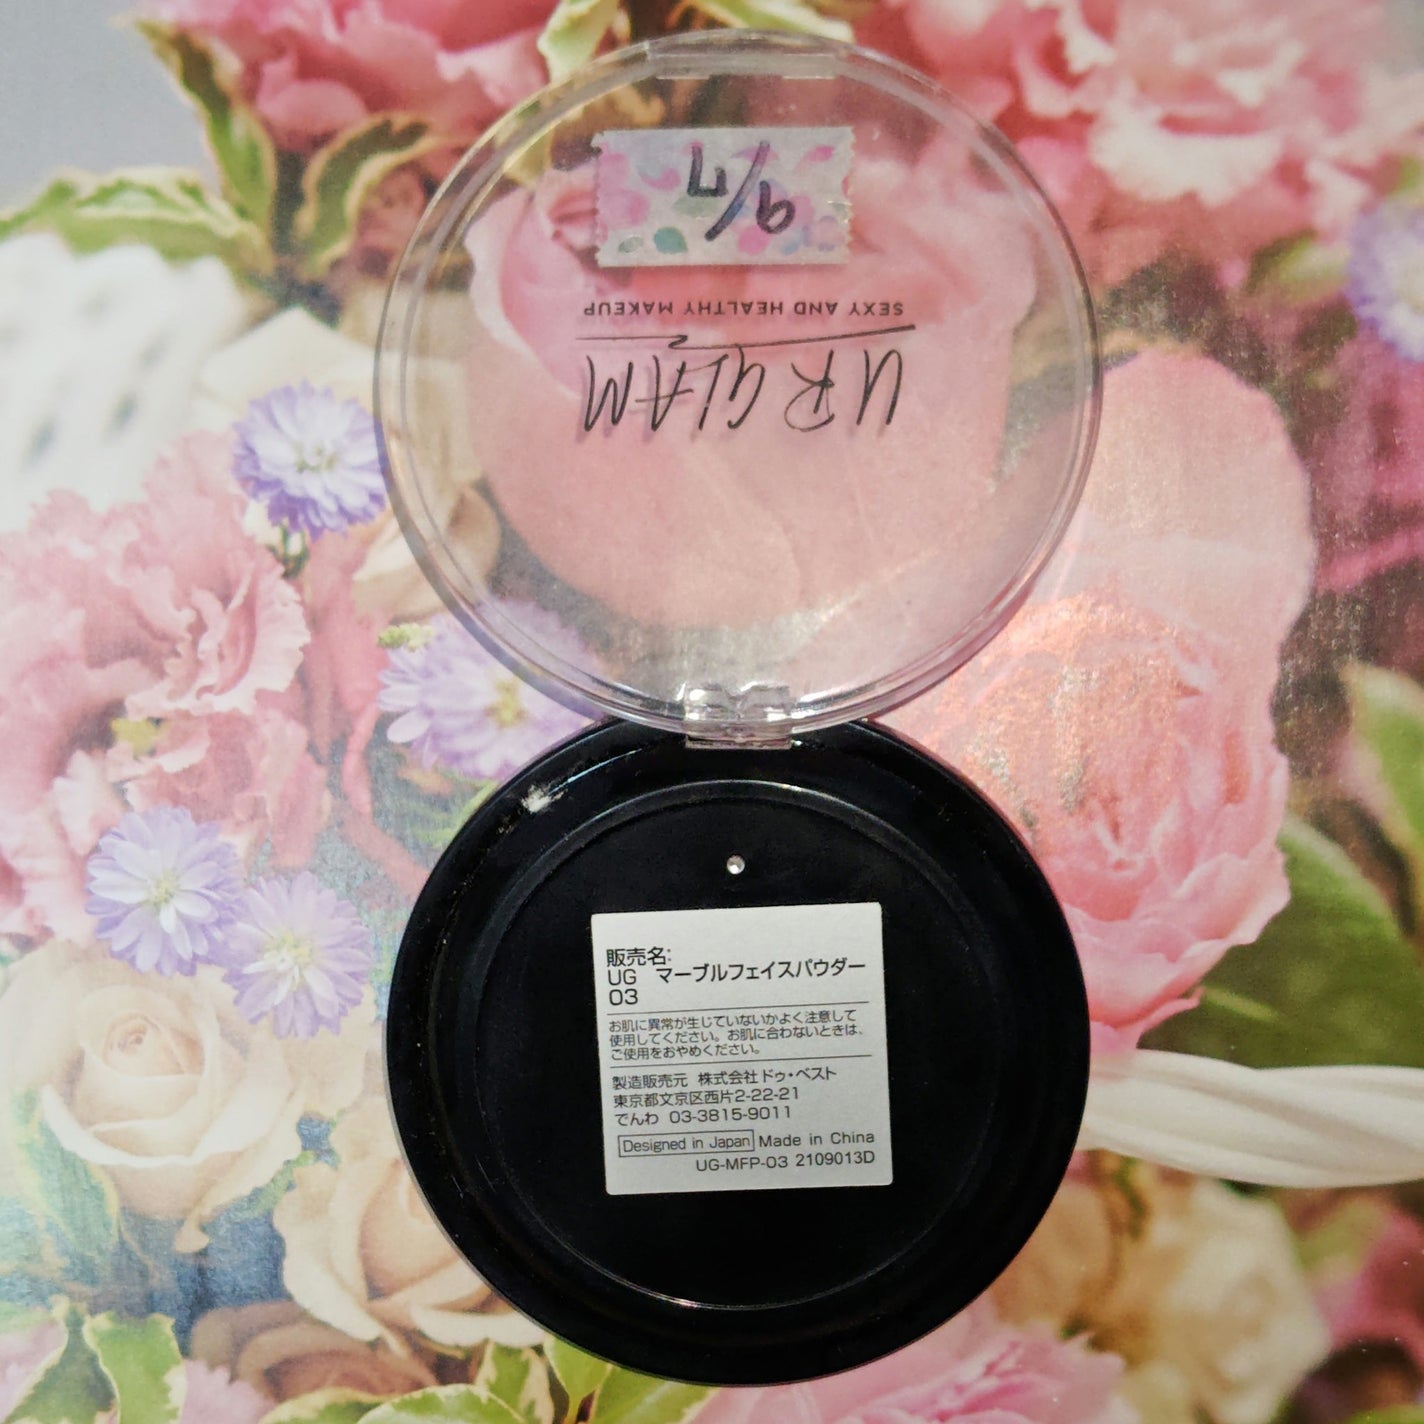 UR GLAM
SEXY AND HEALTHY MAKEUP
販売名:
UG マーブルフェイスパウダー
03
お肌に異常が生じていないかよく注意して
使用してください。お肌に合わないときは、
ご使用をおやめください。
製造販売元 株式会社ドゥ・ベスト
東京都文京区西片2-22-21
でんわ 03-3815-9011
Designed in Japan Made in China
UG-MFP-03 2109013D